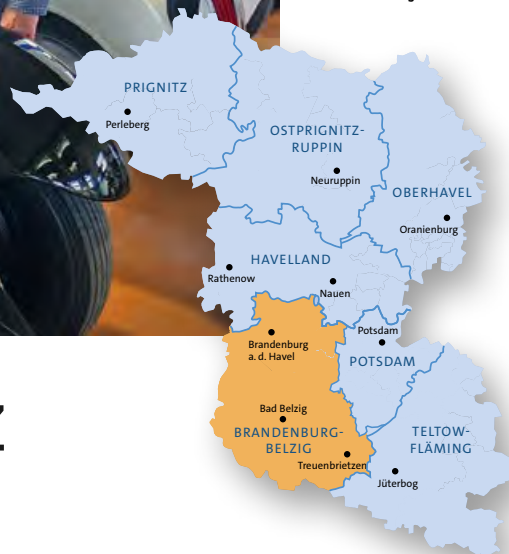 PRIGNITZ
Perleberg
OSTPRIGNITZ-
RUPPIN
Neuruppin
OBERHAVEL
Oranienburg
HAVELLAND
Rathenow
Nauen
Potsdam
Brandenburg
a. d. Havel
POTSDAM
Bad Belzig
BRANDENBURG-
BELZIG
TELTOW-
FLÄMING
Treuenbrietzen
Jüterbog